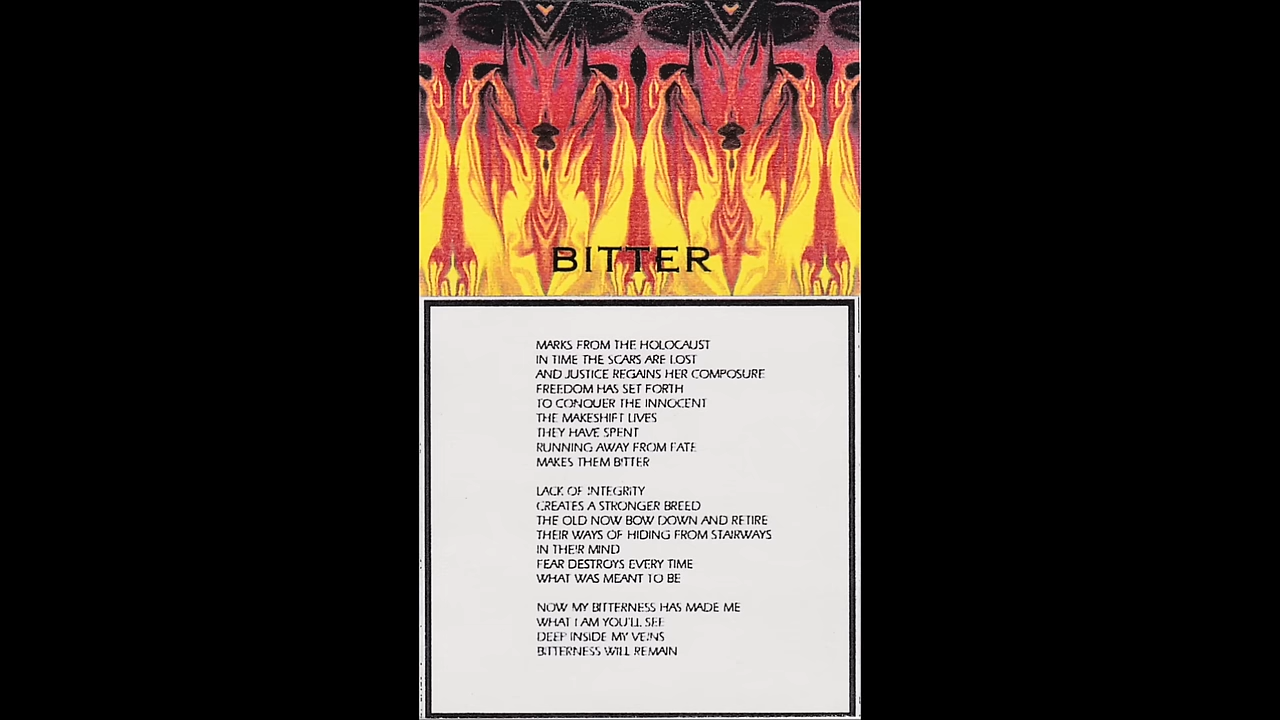 BITTER
MARKS FROM THE HOLOCAUST
IN TIME THE SCARS ARE LOST
AND JUSTICE REGAINS HER COMPOSURE
FREEDOM HAS SET FORTH
TO CONQUER THE INNOCENT
THE MAKESHIFT LIVES
THEY HAVE SPENT
RUNNING AWAY FROM FATE
MAKES THEM BITTER
LACK OF INTEGRITY
CREATES A STRONGER BREED
THE OLD NOW BOW DOWN AND RETIRE
THEIR WAYS OF HIDING FROM STAIRWAYS
IN THEIR MIND
FEAR DESTROYS EVERY TIME
WHAT WAS MEANT TO BE
NOW MY BITTERNESS HAS MADE ME
WHAT I AM YOU'LL SEE
DEEP INSIDE MY VEINS
BITTERNESS WILL REMAIN